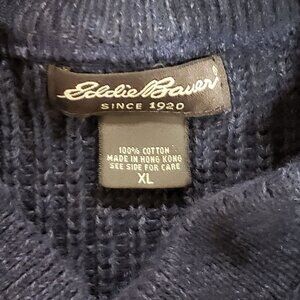 Eddie Bauer
SINCE 1920
100% COTTON
MADE IN HONG KONG
SEE SIDE FOR CARE
XL